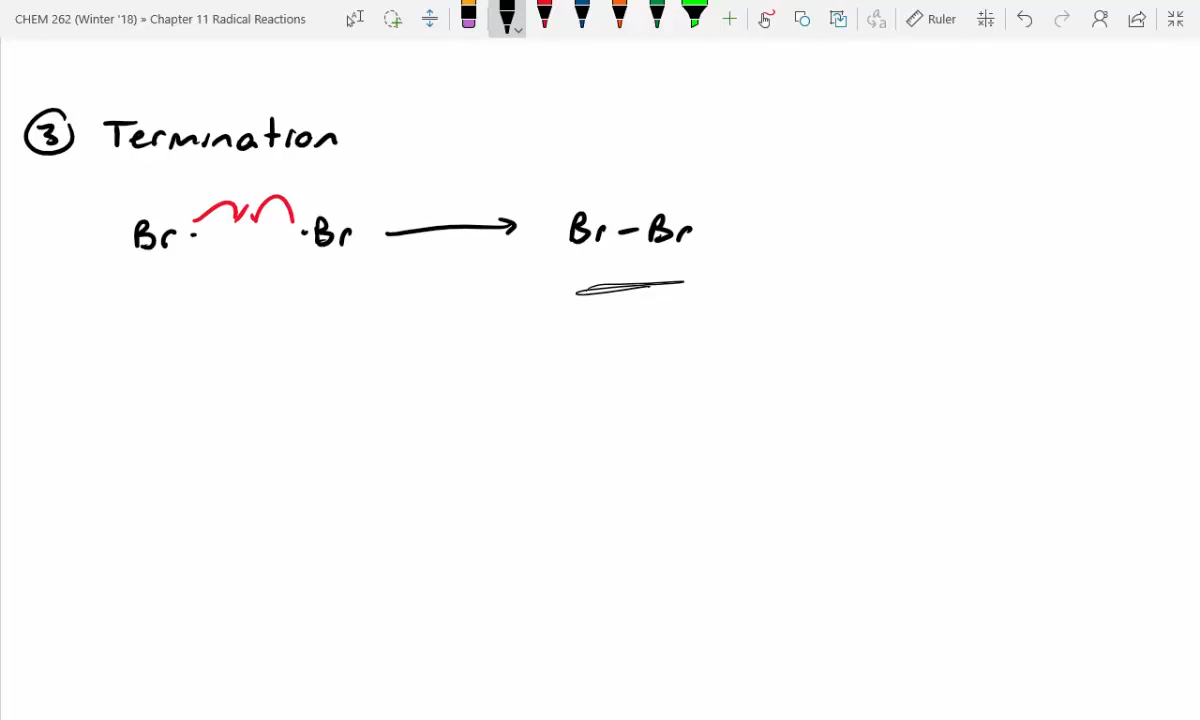 CHEM 262 (Winter '18) » Chapter 11 Radical Reactions
Ruler
③ Termination
Br· ·Br ⟶ Br–Br